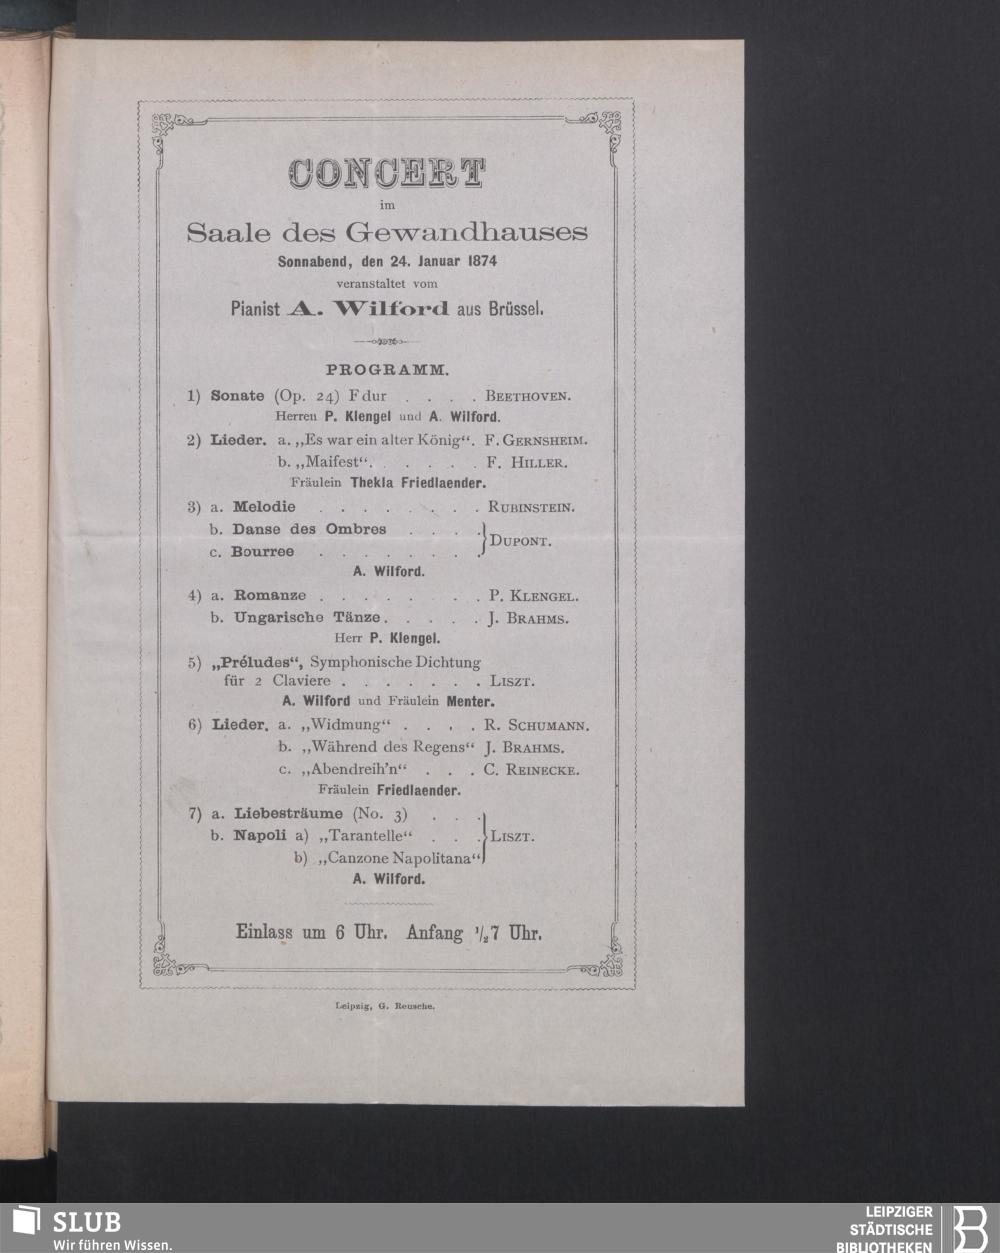 CONCERT
im
Saale des Gewandhauses
Sonnabend, den 24. Januar 1874
veranstaltet vom
Pianist A. Wilford aus Brüssel.
PROGRAMM.
1) Sonate (Op. 24) F dur . . . . BEETHOVEN.
Herren P. Klengel und A. Wilford.
2) Lieder. a. „Es war ein alter König“. F. GERNSHEIM.
b. „Maifest“. . . . . . F. HILLER.
Fräulein Thekla Friedlaender.
3) a. Melodie . . . . . . . . RUBINSTEIN.
b. Danse des Ombres . . . .
c. Bourree . . . . . . . . DUPONT.
A. Wilford.
4) a. Romanze . . . . . . . . P. KLENGEL.
b. Ungarische Tänze. . . . . J. BRAHMS.
Herr P. Klengel.
5) „Préludes“, Symphonische Dichtung
für 2 Claviere . . . . . . . LISZT.
A. Wilford und Fräulein Menter.
6) Lieder. a. „Widmung“ . . . . R. SCHUMANN.
b. „Während des Regens“ J. BRAHMS.
c. „Abendreih'n“ . . . C. REINECKE.
Fräulein Friedlaender.
7) a. Liebesträume (No. 3) . . .
b. Napoli a) „Tarantelle“ . . . LISZT.
b) „Canzone Napolitana“
A. Wilford.
Einlass um 6 Uhr. Anfang ½7 Uhr.
Leipzig, G. Reusche.
SLUB
Wir führen Wissen.
LEIPZIGER
STÄDTISCHE
BIBLIOTHEKEN